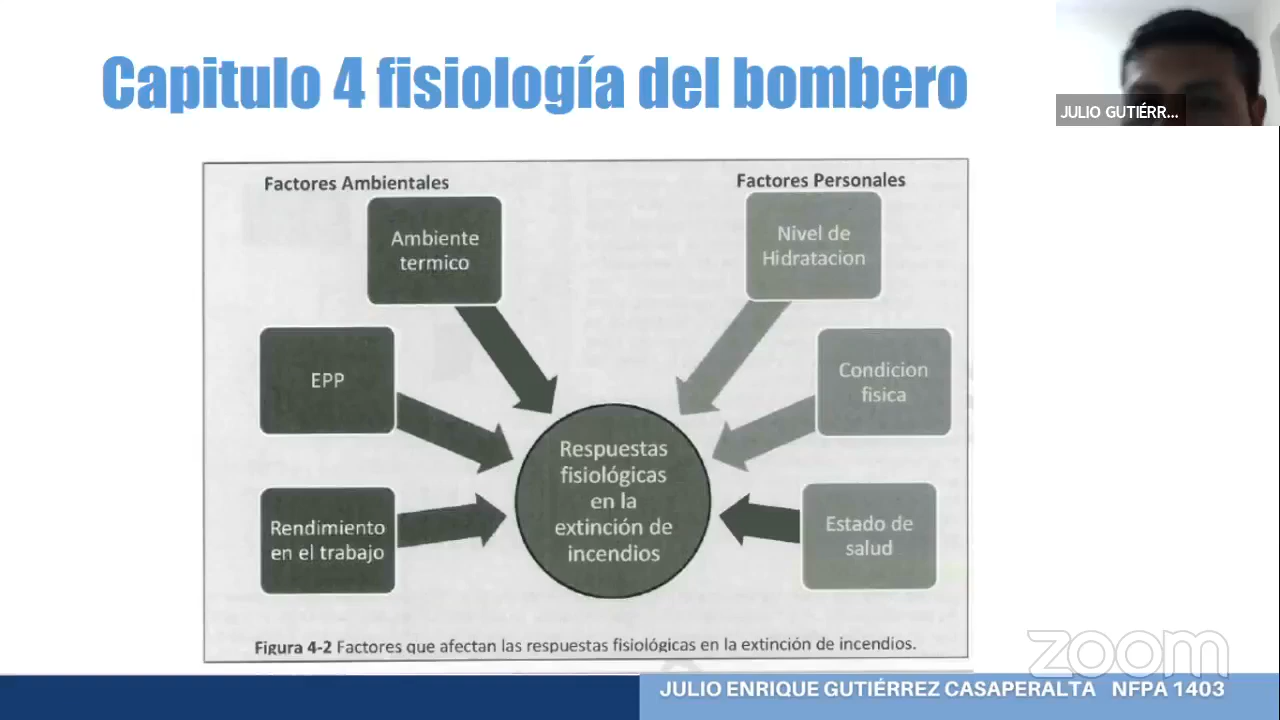 Capitulo 4 fisiología del bombero
JULIO GUTIÉRR...
Factores Ambientales
Factores Personales
Ambiente
termico
Nivel de
Hidratacion
EPP
Condicion
fisica
Respuestas
fisiológicas
en la
extinción de
incendios
Rendimiento
en el trabajo
Estado de
salud
Figura 4-2 Factores que afectan las respuestas fisiológicas en la extinción de incendios.
zoom
JULIO ENRIQUE GUTIÉRREZ CASAPERALTA NFPA 1403